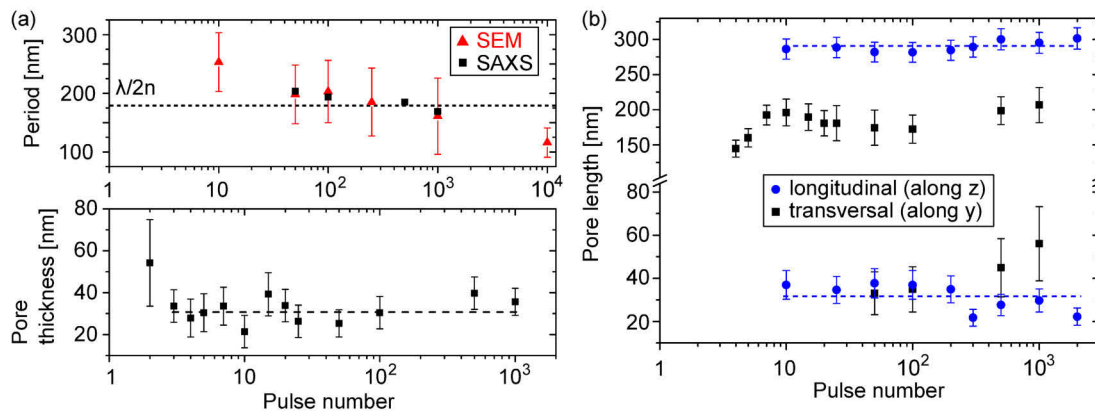 (a)
Period [nm]
300
200
100
λ/2n
SEM
SAXS
1
10
10²
10³
10⁴
Pore
thickness [nm]
80
60
40
20
0
1
10
10²
10³
Pulse number
(b)
Pore length [nm]
300
250
200
150
80
60
40
20
longitudinal (along z)
transversal (along y)
1
10
10²
10³
Pulse number